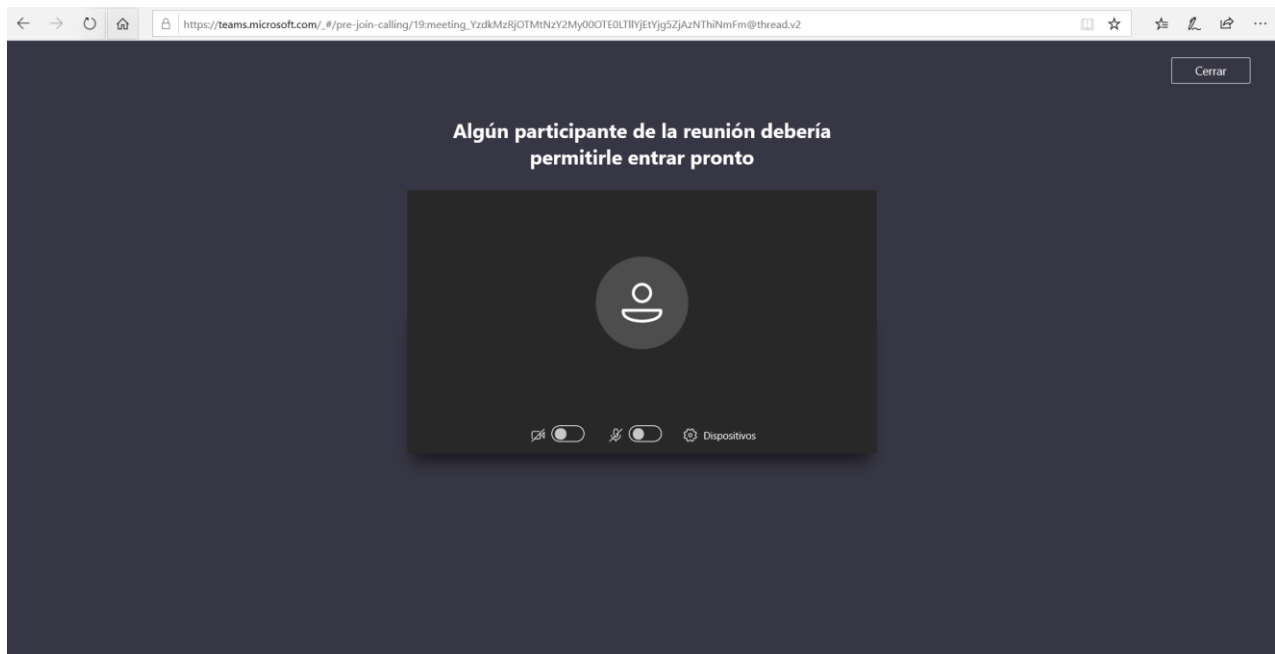 https://teams.microsoft.com/_#/pre-join-calling/19:meeting_YzdkMzRjOTMtNzY2My00OTE0LTllYjEtYjg5ZjAzNThiNmFm@thread.v2
Cerrar
Algún participante de la reunión debería
permitirle entrar pronto
Dispositivos